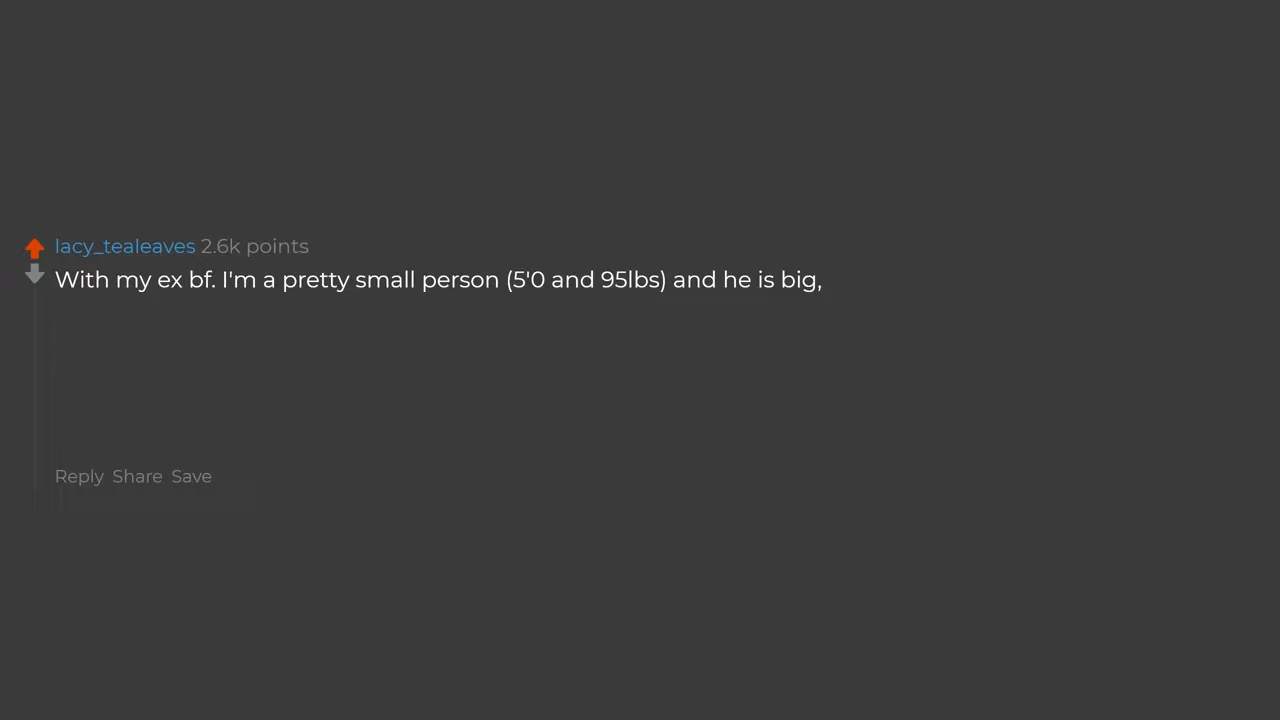 lacy_tealeaves 2.6k points
With my ex bf. I'm a pretty small person (5'0 and 95lbs) and he is big,
Reply Share Save